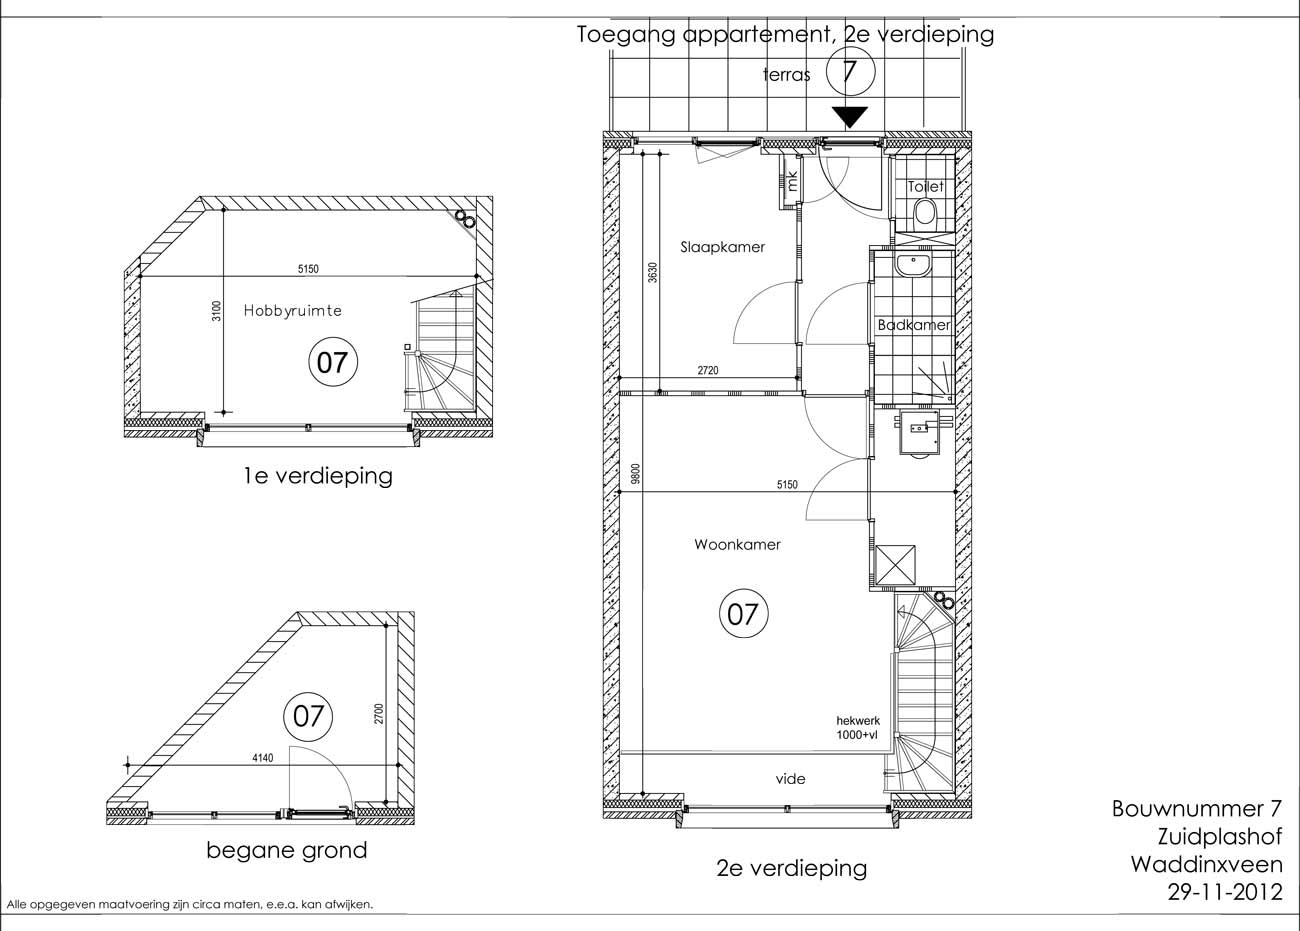 Toegang appartement, 2e verdieping
terras
7
mk
Toilet
Slaapkamer
3630
Badkamer
2720
9800
5150
Woonkamer
07
hekwerk
1000+vl
vide
2e verdieping
5150
3100
Hobbyruimte
07
1e verdieping
07
2700
4140
begane grond
Bouwnummer 7
Zuidplashof
Waddinxveen
29-11-2012
Alle opgegeven maatvoering zijn circa maten, e.e.a. kan afwijken.